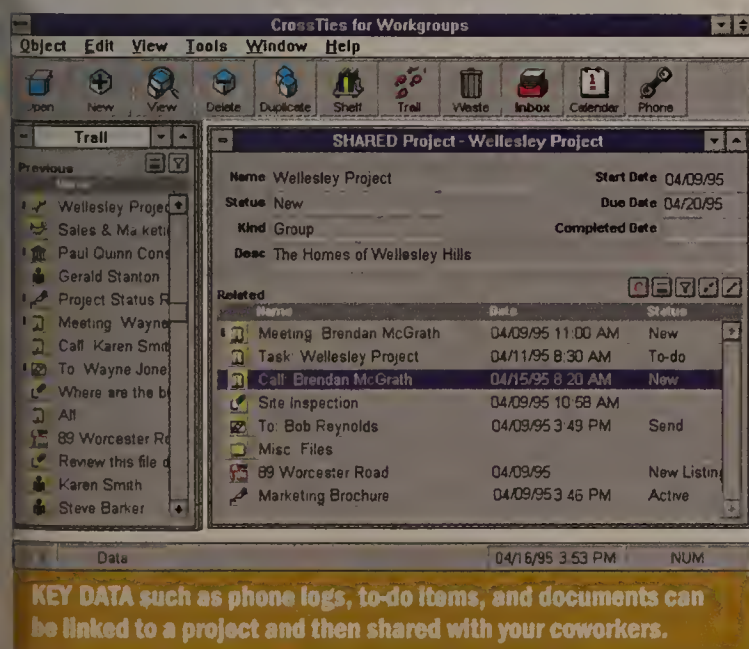 CrossTies for Workgroups
Object Edit View Tools Window Help
Open New View Delete Duplicate Shelf Trail Waste Inbox Calendar Phone
Trail
Previous
Name
Wellesley Projec
Sales & Marketi
Paul Quinn Cons
Gerald Stanton
Project Status R
Meeting Wayne
Call Karen Smit
To Wayne Jone
Where are the b
All
89 Worcester Ro
Review this file d
Karen Smith
Steve Barker
SHARED Project - Wellesley Project
Name Wellesley Project Start Date 04/09/95
Status New Due Date 04/20/95
Kind Group Completed Date
Desc The Homes of Wellesley Hills
Related
Name Date Status
Meeting: Brendan McGrath 04/09/95 11:00 AM New
Task: Wellesley Project 04/11/95 8:30 AM To-do
Call: Brendan McGrath 04/15/95 8:20 AM New
Site Inspection 04/09/95 10:58 AM
To: Bob Reynolds 04/09/95 3:49 PM Send
Misc. Files
89 Worcester Road 04/09/95 New Listing
Marketing Brochure 04/09/95 3:46 PM Active
Data 04/16/95 3:53 PM NUM
KEY DATA such as phone logs, to-do items, and documents can
be linked to a project and then shared with your coworkers.